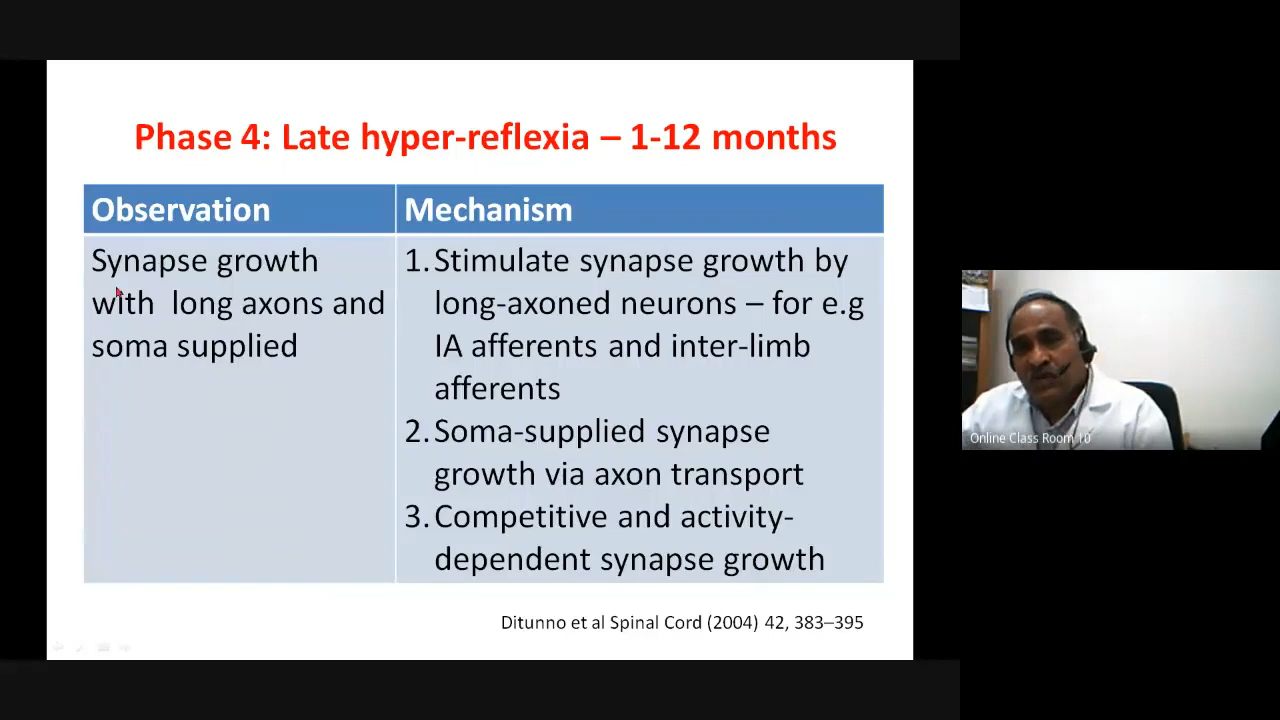 Phase 4: Late hyper-reflexia – 1-12 months
Observation
Mechanism
Synapse growth
with long axons and
soma supplied
1. Stimulate synapse growth by
long-axoned neurons – for e.g
IA afferents and inter-limb
afferents
2. Soma-supplied synapse
growth via axon transport
3. Competitive and activity-
dependent synapse growth
Ditunno et al Spinal Cord (2004) 42, 383–395
Online Class Room 10